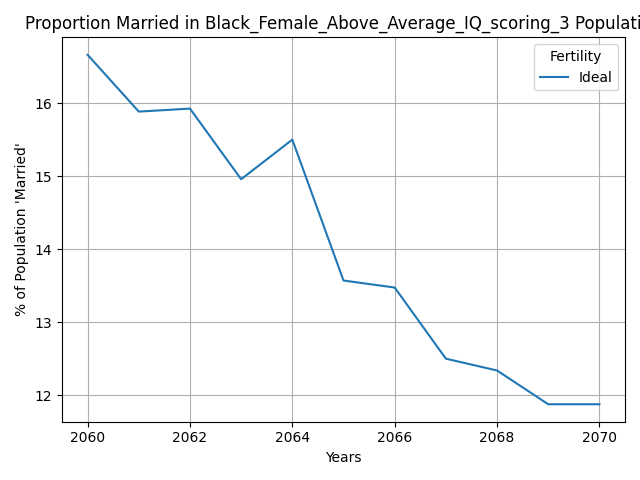 Proportion Married in Black_Female_Above_Average_IQ_scoring_3 Populati
Fertility
Ideal
% of Population 'Married'
16
15
14
13
12
2060 2062 2064 2066 2068 2070
Years